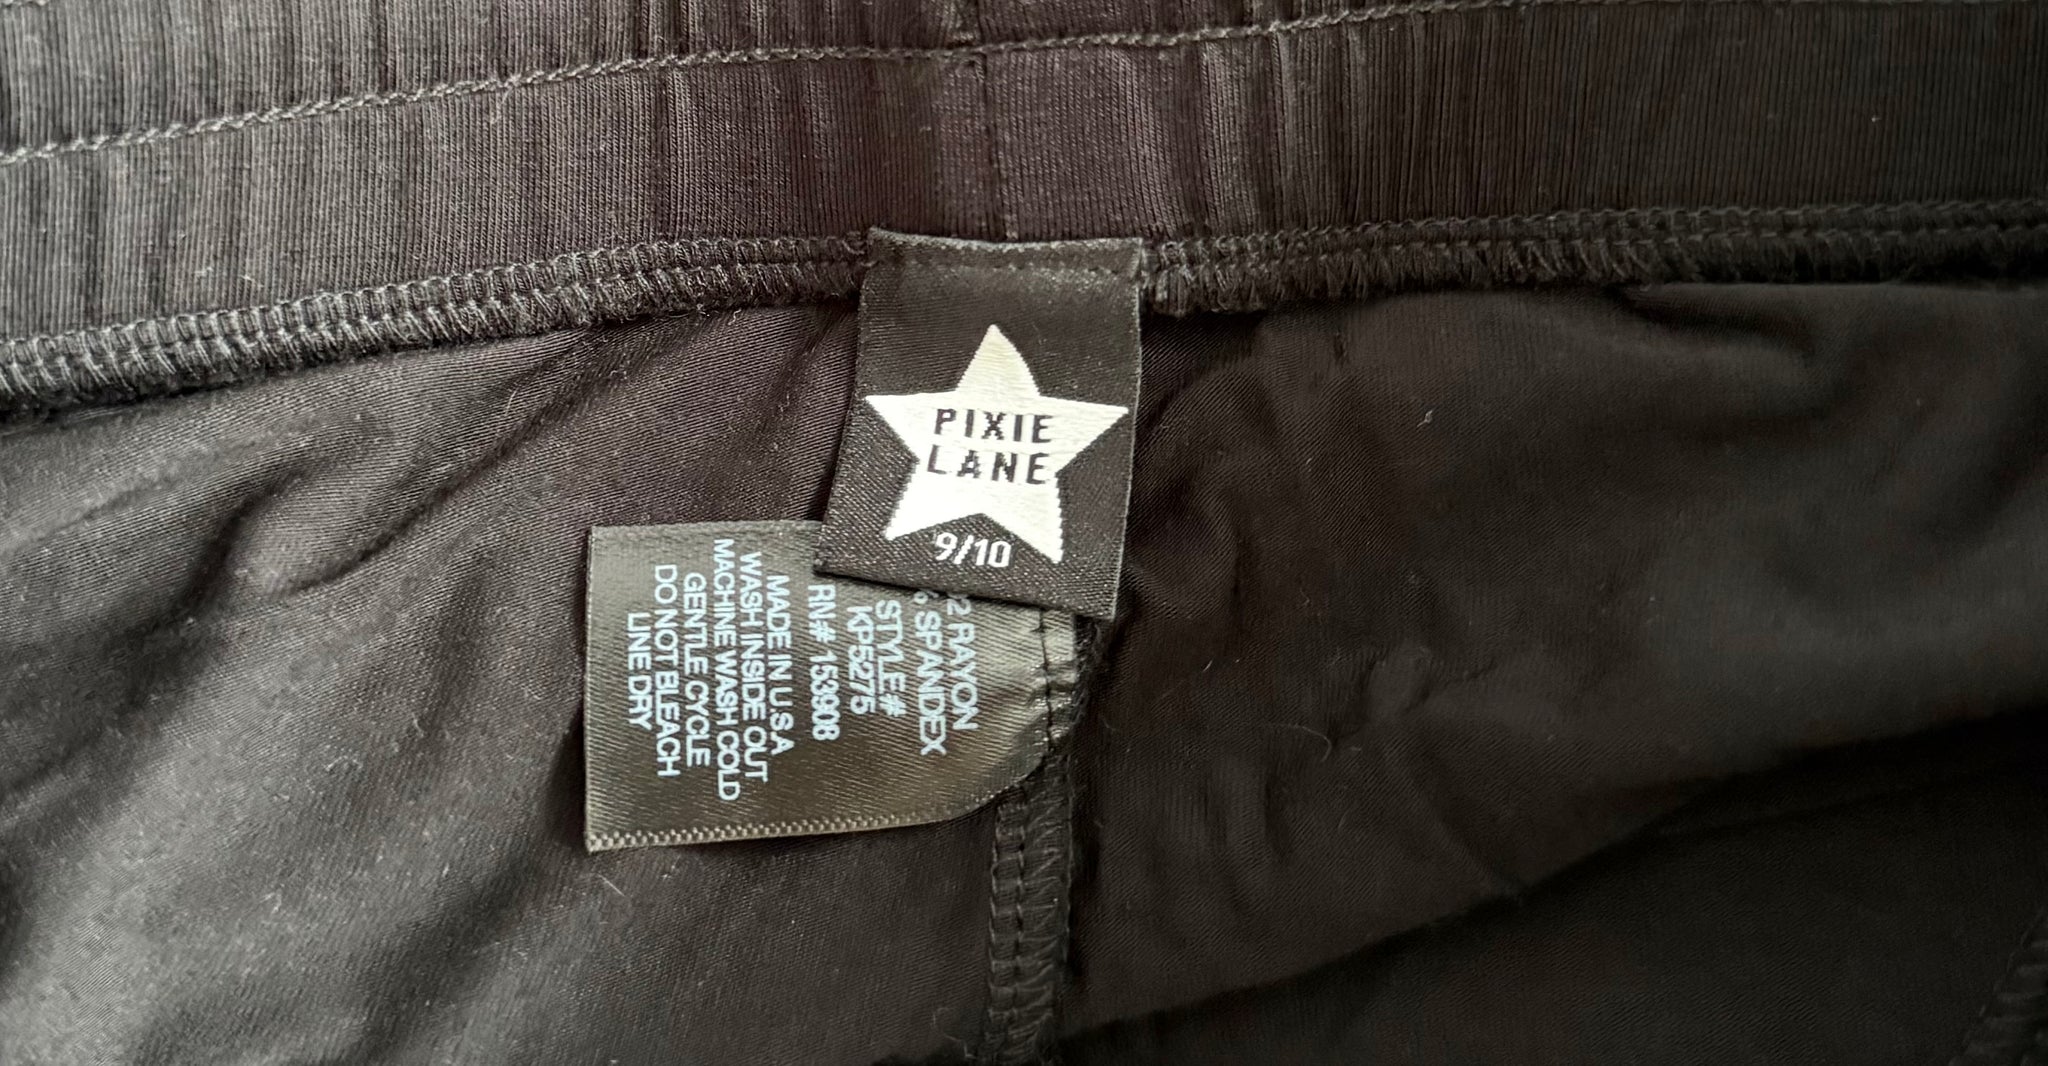 PIXIE
LANE
9/10
2 RAYON
% SPANDEX
STYLE#
KP5275
RN# 153908
MADE IN U.S.A
WASH INSIDE OUT
MACHINE WASH COLD
GENTLE CYCLE
DO NOT BLEACH
LINE DRY